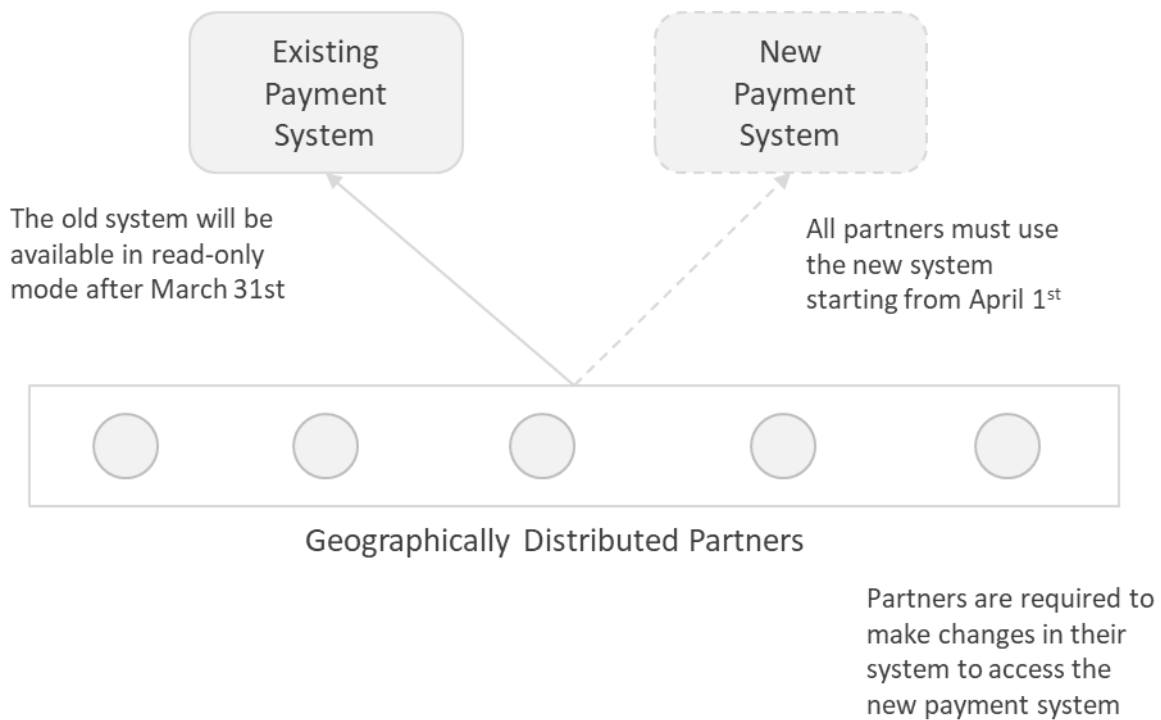 Existing
Payment
System
New
Payment
System
The old system will be
available in read-only
mode after March 31st
All partners must use
the new system
starting from April 1st
Geographically Distributed Partners
Partners are required to
make changes in their
system to access the
new payment system